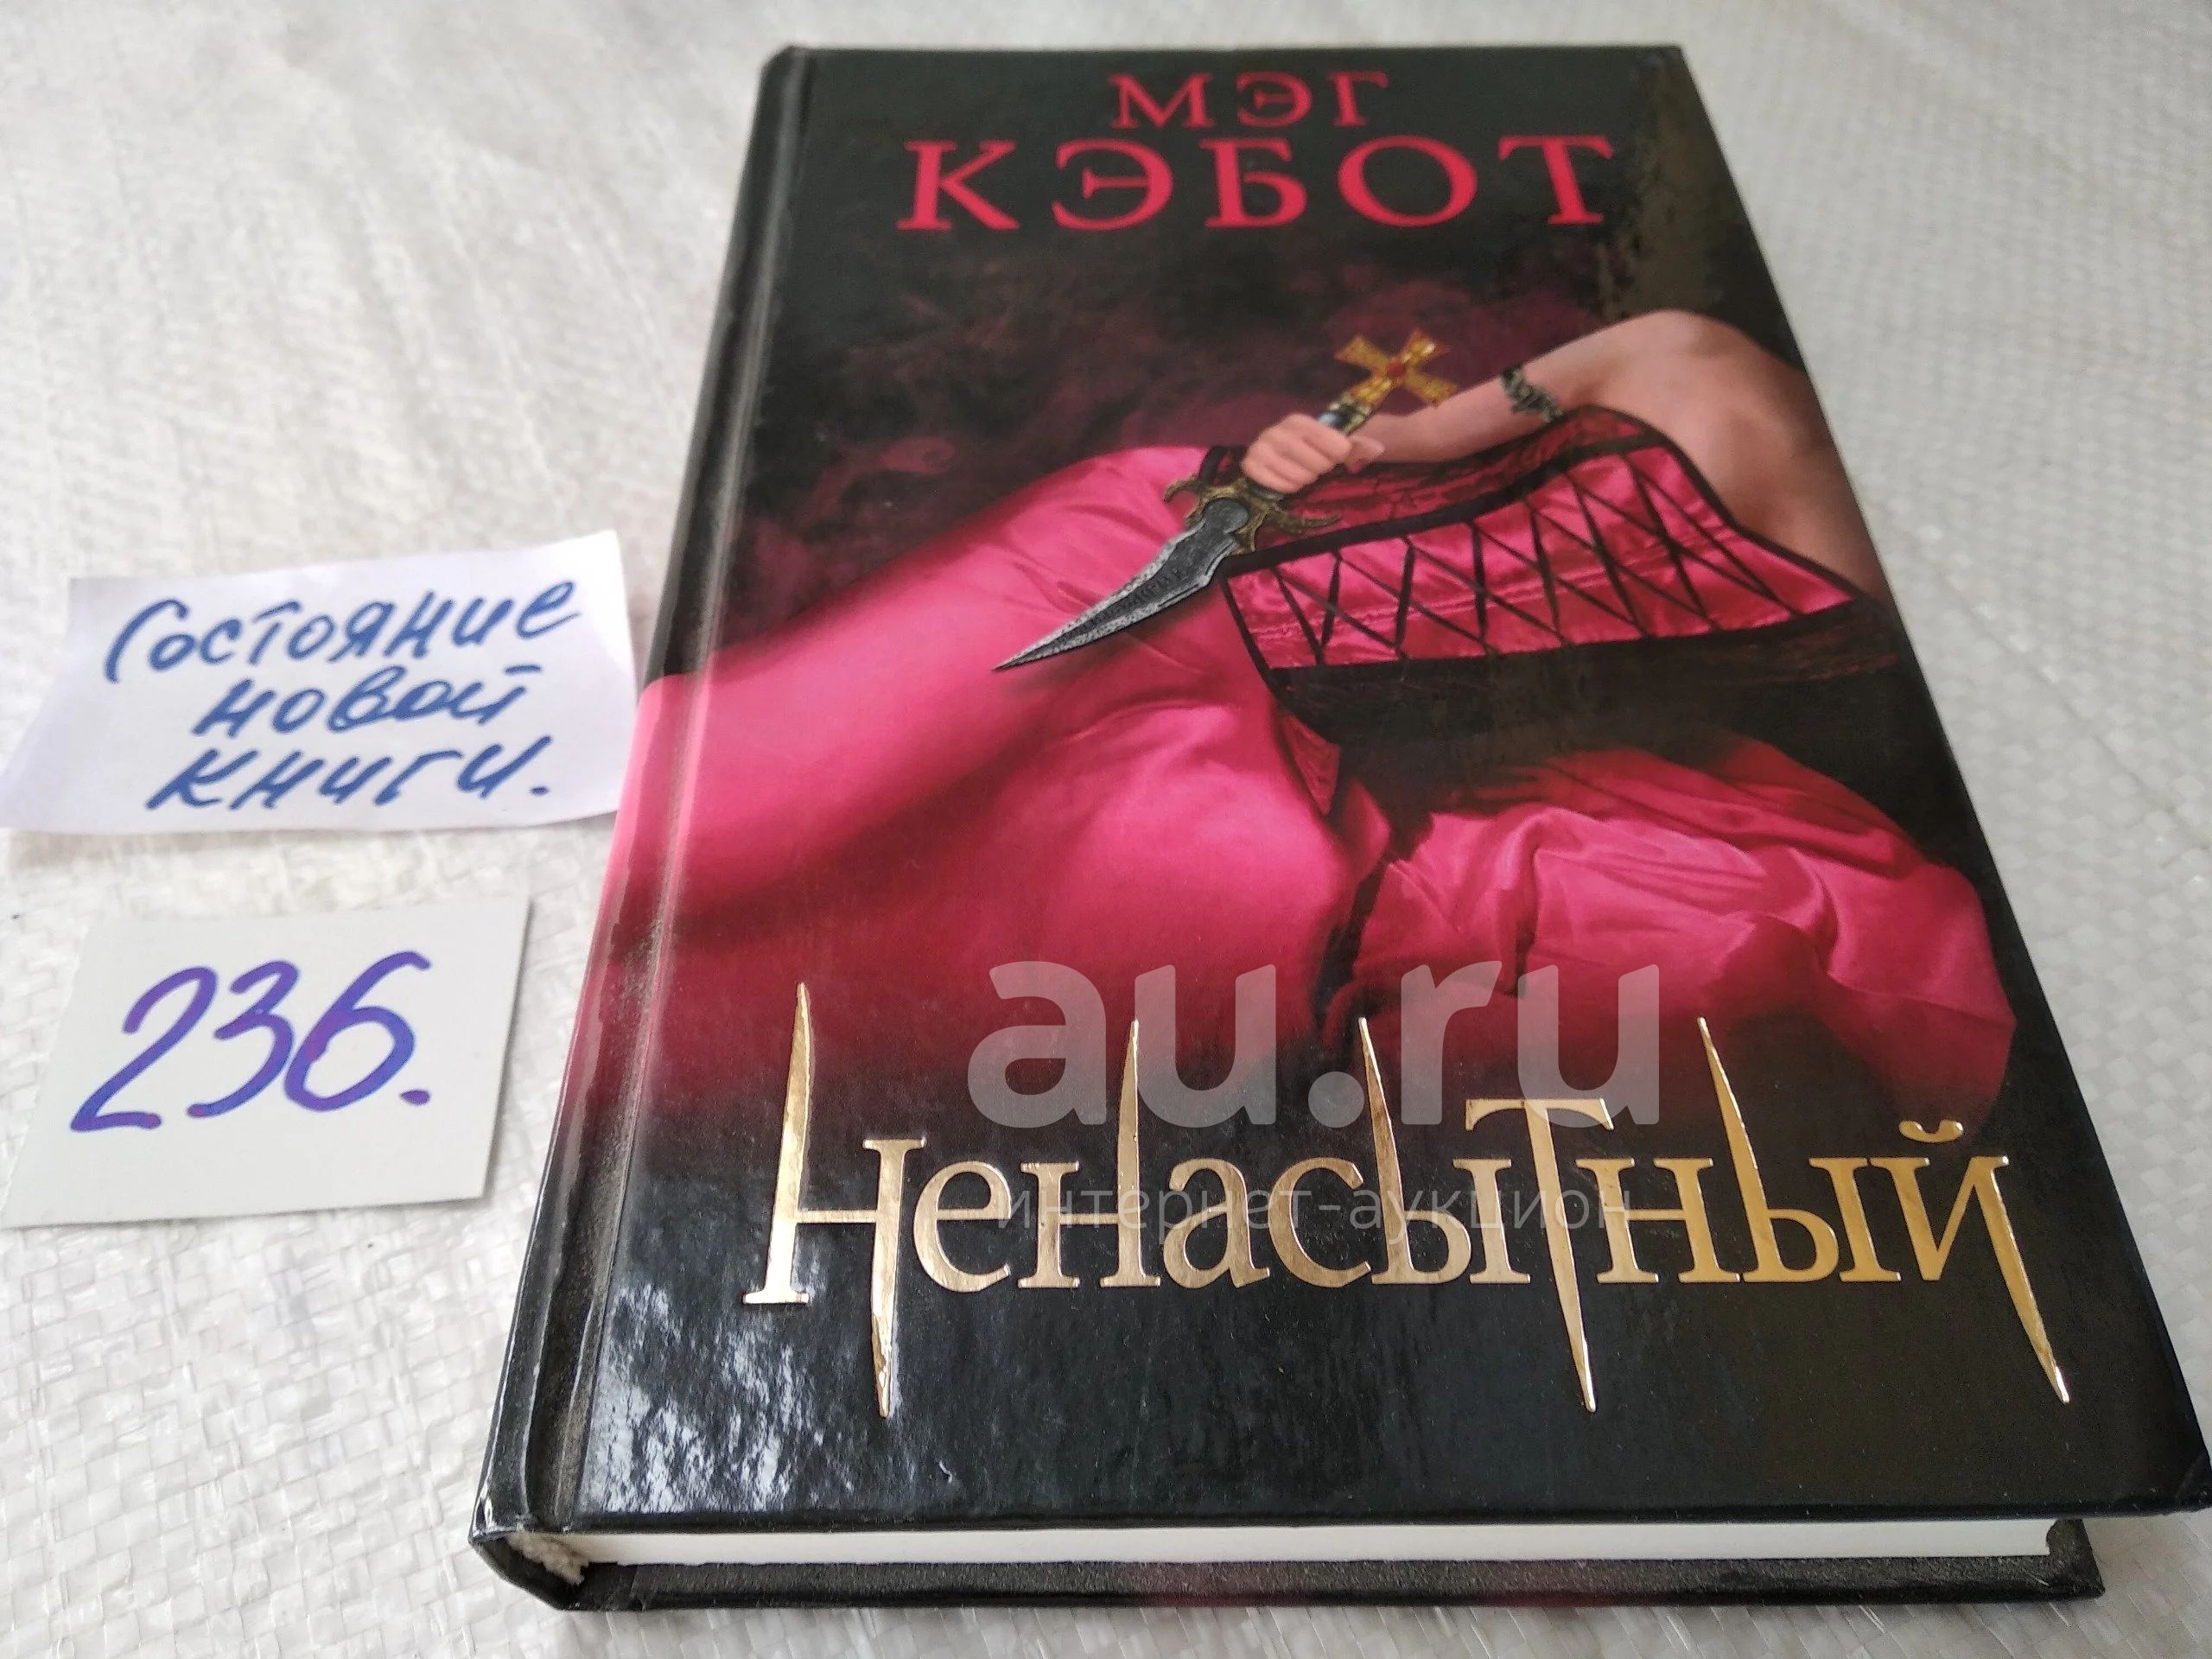 МЭГ
КЭБОТ
Состояние
новой
книги.
236.
au.ru
интернет-аукцион
Ненасытный